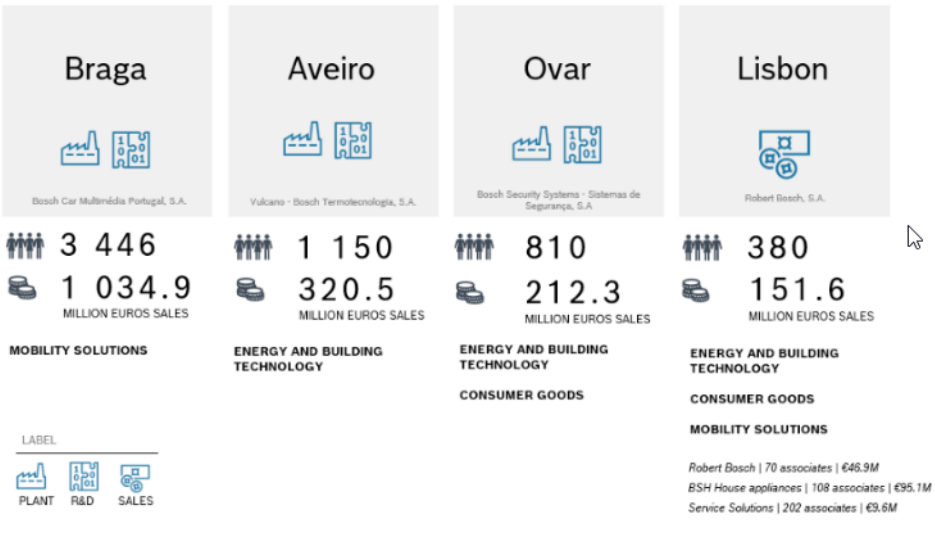 Braga
Bosch Car Multimédia Portugal, S.A.
3 446
1 034.9
MILLION EUROS SALES
MOBILITY SOLUTIONS
Aveiro
Vulcano - Bosch Termotecnologia, S.A.
1 150
320.5
MILLION EUROS SALES
ENERGY AND BUILDING
TECHNOLOGY
Ovar
Bosch Security Systems - Sistemas de
Segurança, S.A
810
212.3
MILLION EUROS SALES
ENERGY AND BUILDING
TECHNOLOGY
CONSUMER GOODS
Lisbon
Robert Bosch, S.A.
380
151.6
MILLION EUROS SALES
ENERGY AND BUILDING
TECHNOLOGY
CONSUMER GOODS
MOBILITY SOLUTIONS
Robert Bosch | 70 associates | €46.9M
BSH House appliances | 108 associates | €95.1M
Service Solutions | 202 associates | €9.6M
LABEL
PLANT R&D SALES